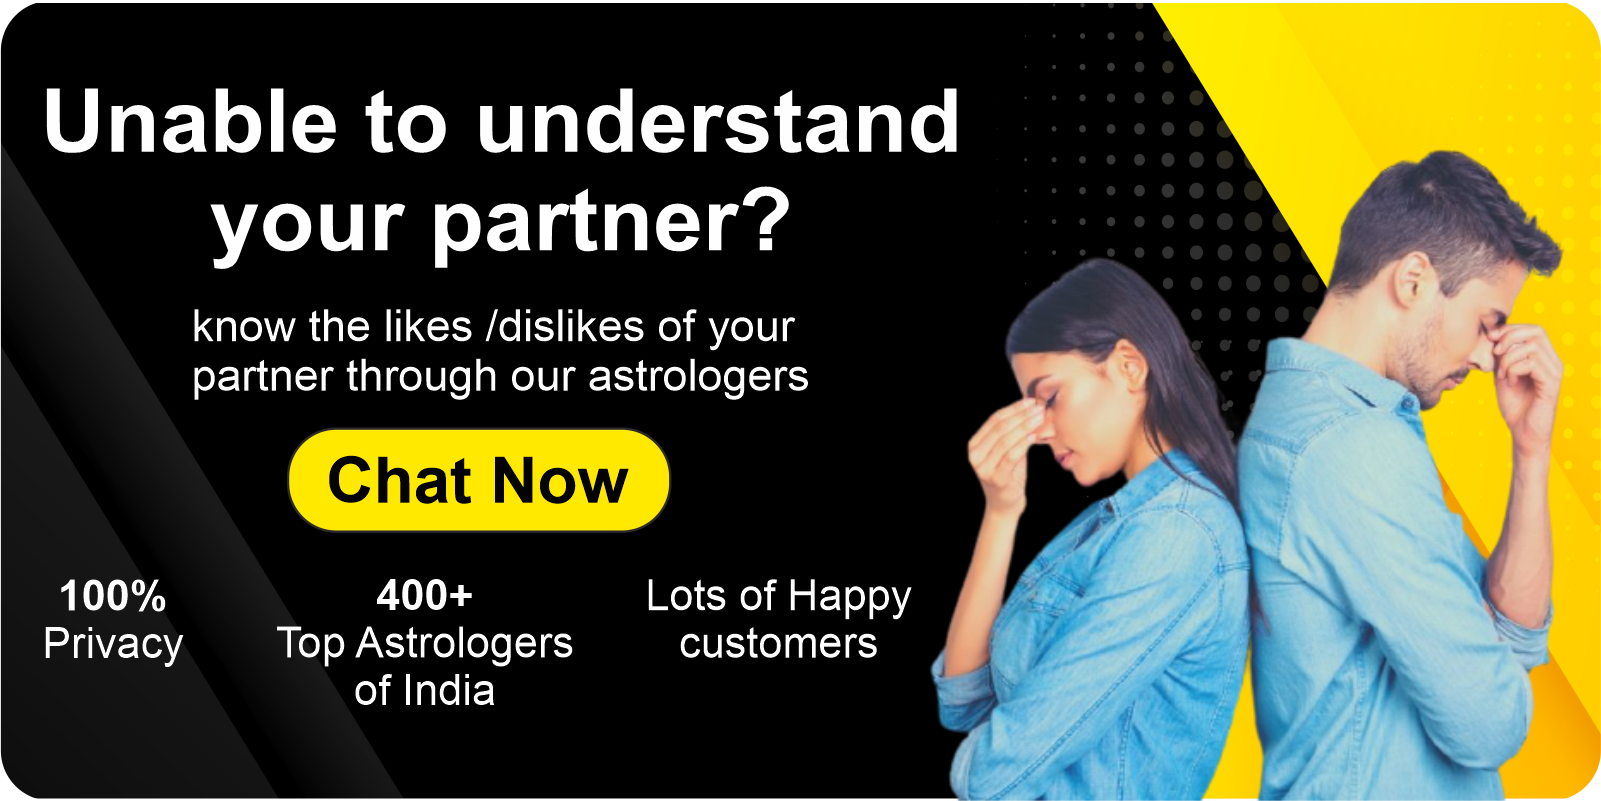 Unable to understand
your partner?
know the likes /dislikes of your
partner through our astrologers
Chat Now
100%
Privacy
400+
Top Astrologers
of India
Lots of Happy
customers